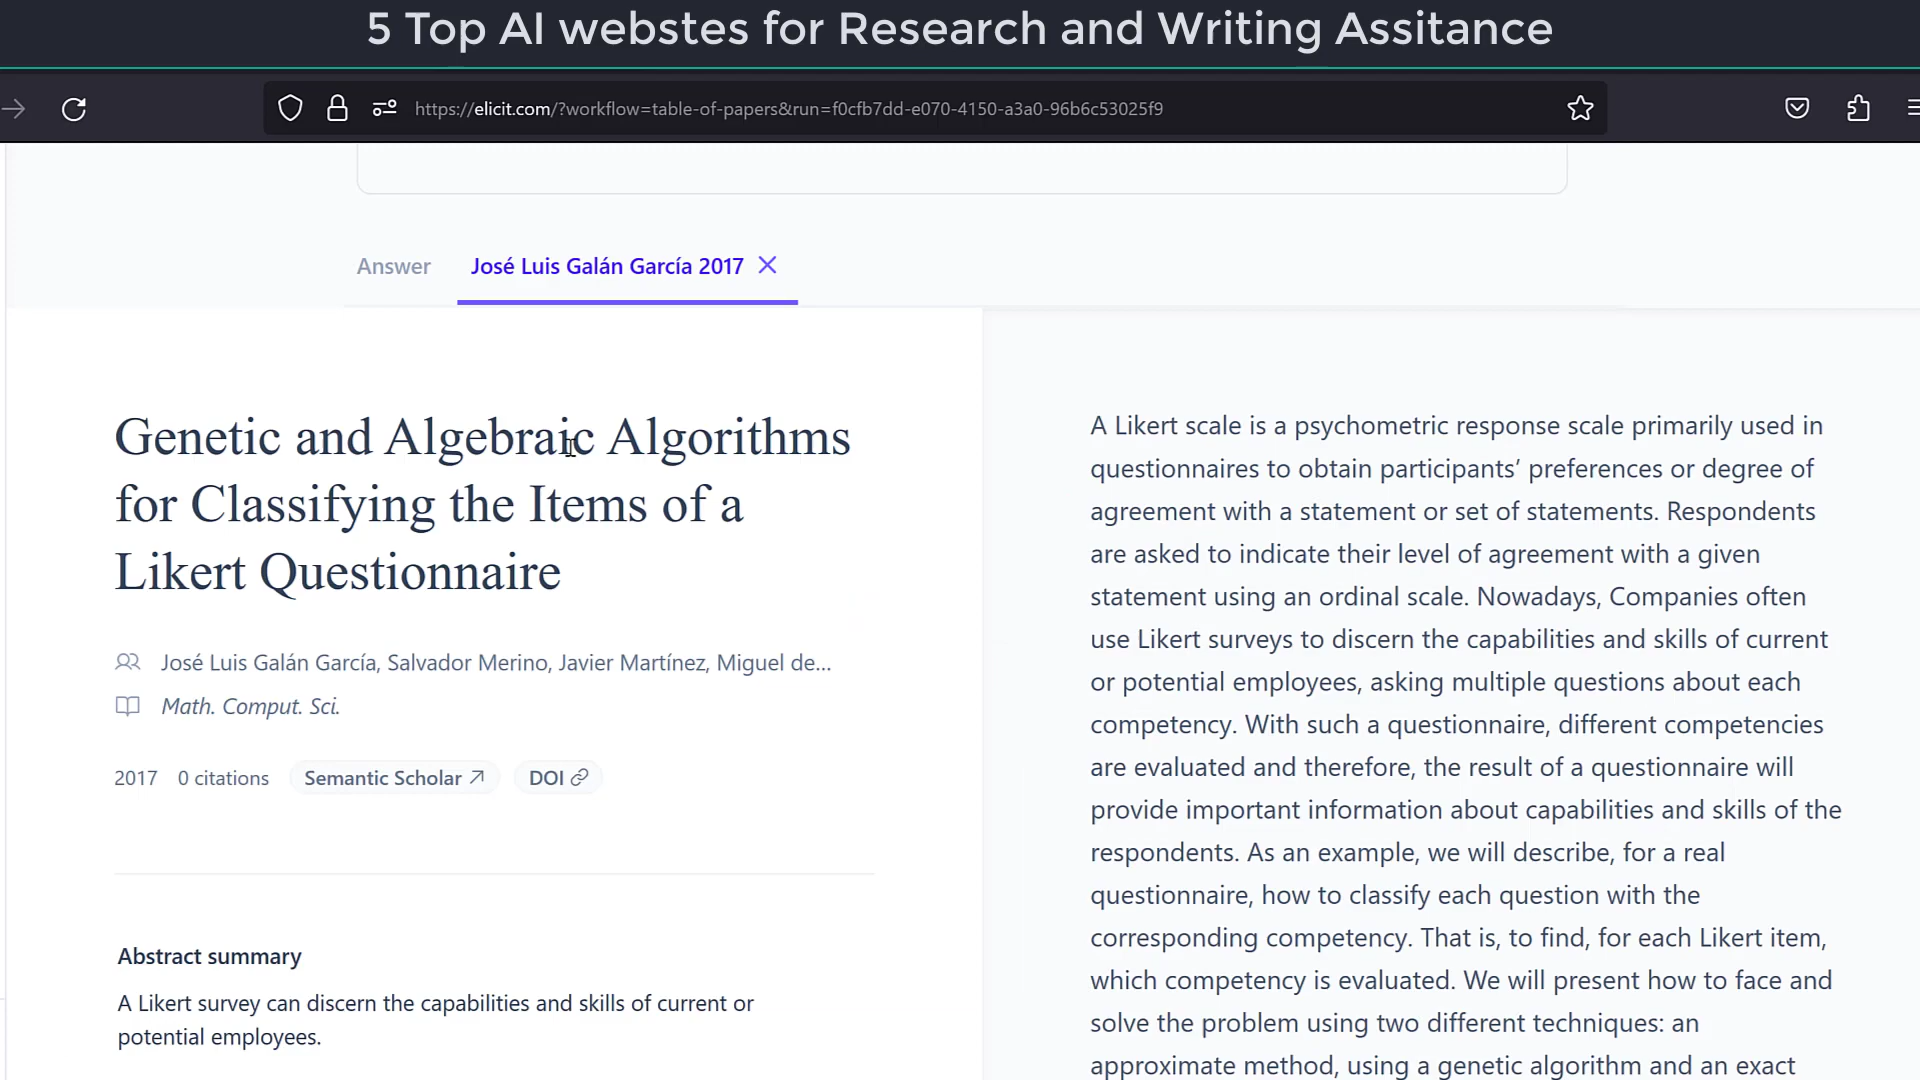 5 Top AI webstes for Research and Writing Assitance
https://elicit.com/?workflow=table-of-papers&run=f0cfb7dd-e070-4150-a3a0-96b6c53025f9
Answer
José Luis Galán García 2017
Genetic and Algebraic Algorithms
for Classifying the Items of a
Likert Questionnaire
José Luis Galán García, Salvador Merino, Javier Martínez, Miguel de...
Math. Comput. Sci.
2017 0 citations Semantic Scholar DOI
Abstract summary
A Likert survey can discern the capabilities and skills of current or
potential employees.
A Likert scale is a psychometric response scale primarily used in
questionnaires to obtain participants’ preferences or degree of
agreement with a statement or set of statements. Respondents
are asked to indicate their level of agreement with a given
statement using an ordinal scale. Nowadays, Companies often
use Likert surveys to discern the capabilities and skills of current
or potential employees, asking multiple questions about each
competency. With such a questionnaire, different competencies
are evaluated and therefore, the result of a questionnaire will
provide important information about capabilities and skills of the
respondents. As an example, we will describe, for a real
questionnaire, how to classify each question with the
corresponding competency. That is, to find, for each Likert item,
which competency is evaluated. We will present how to face and
solve the problem using two different techniques: an
approximate method, using a genetic algorithm and an exact